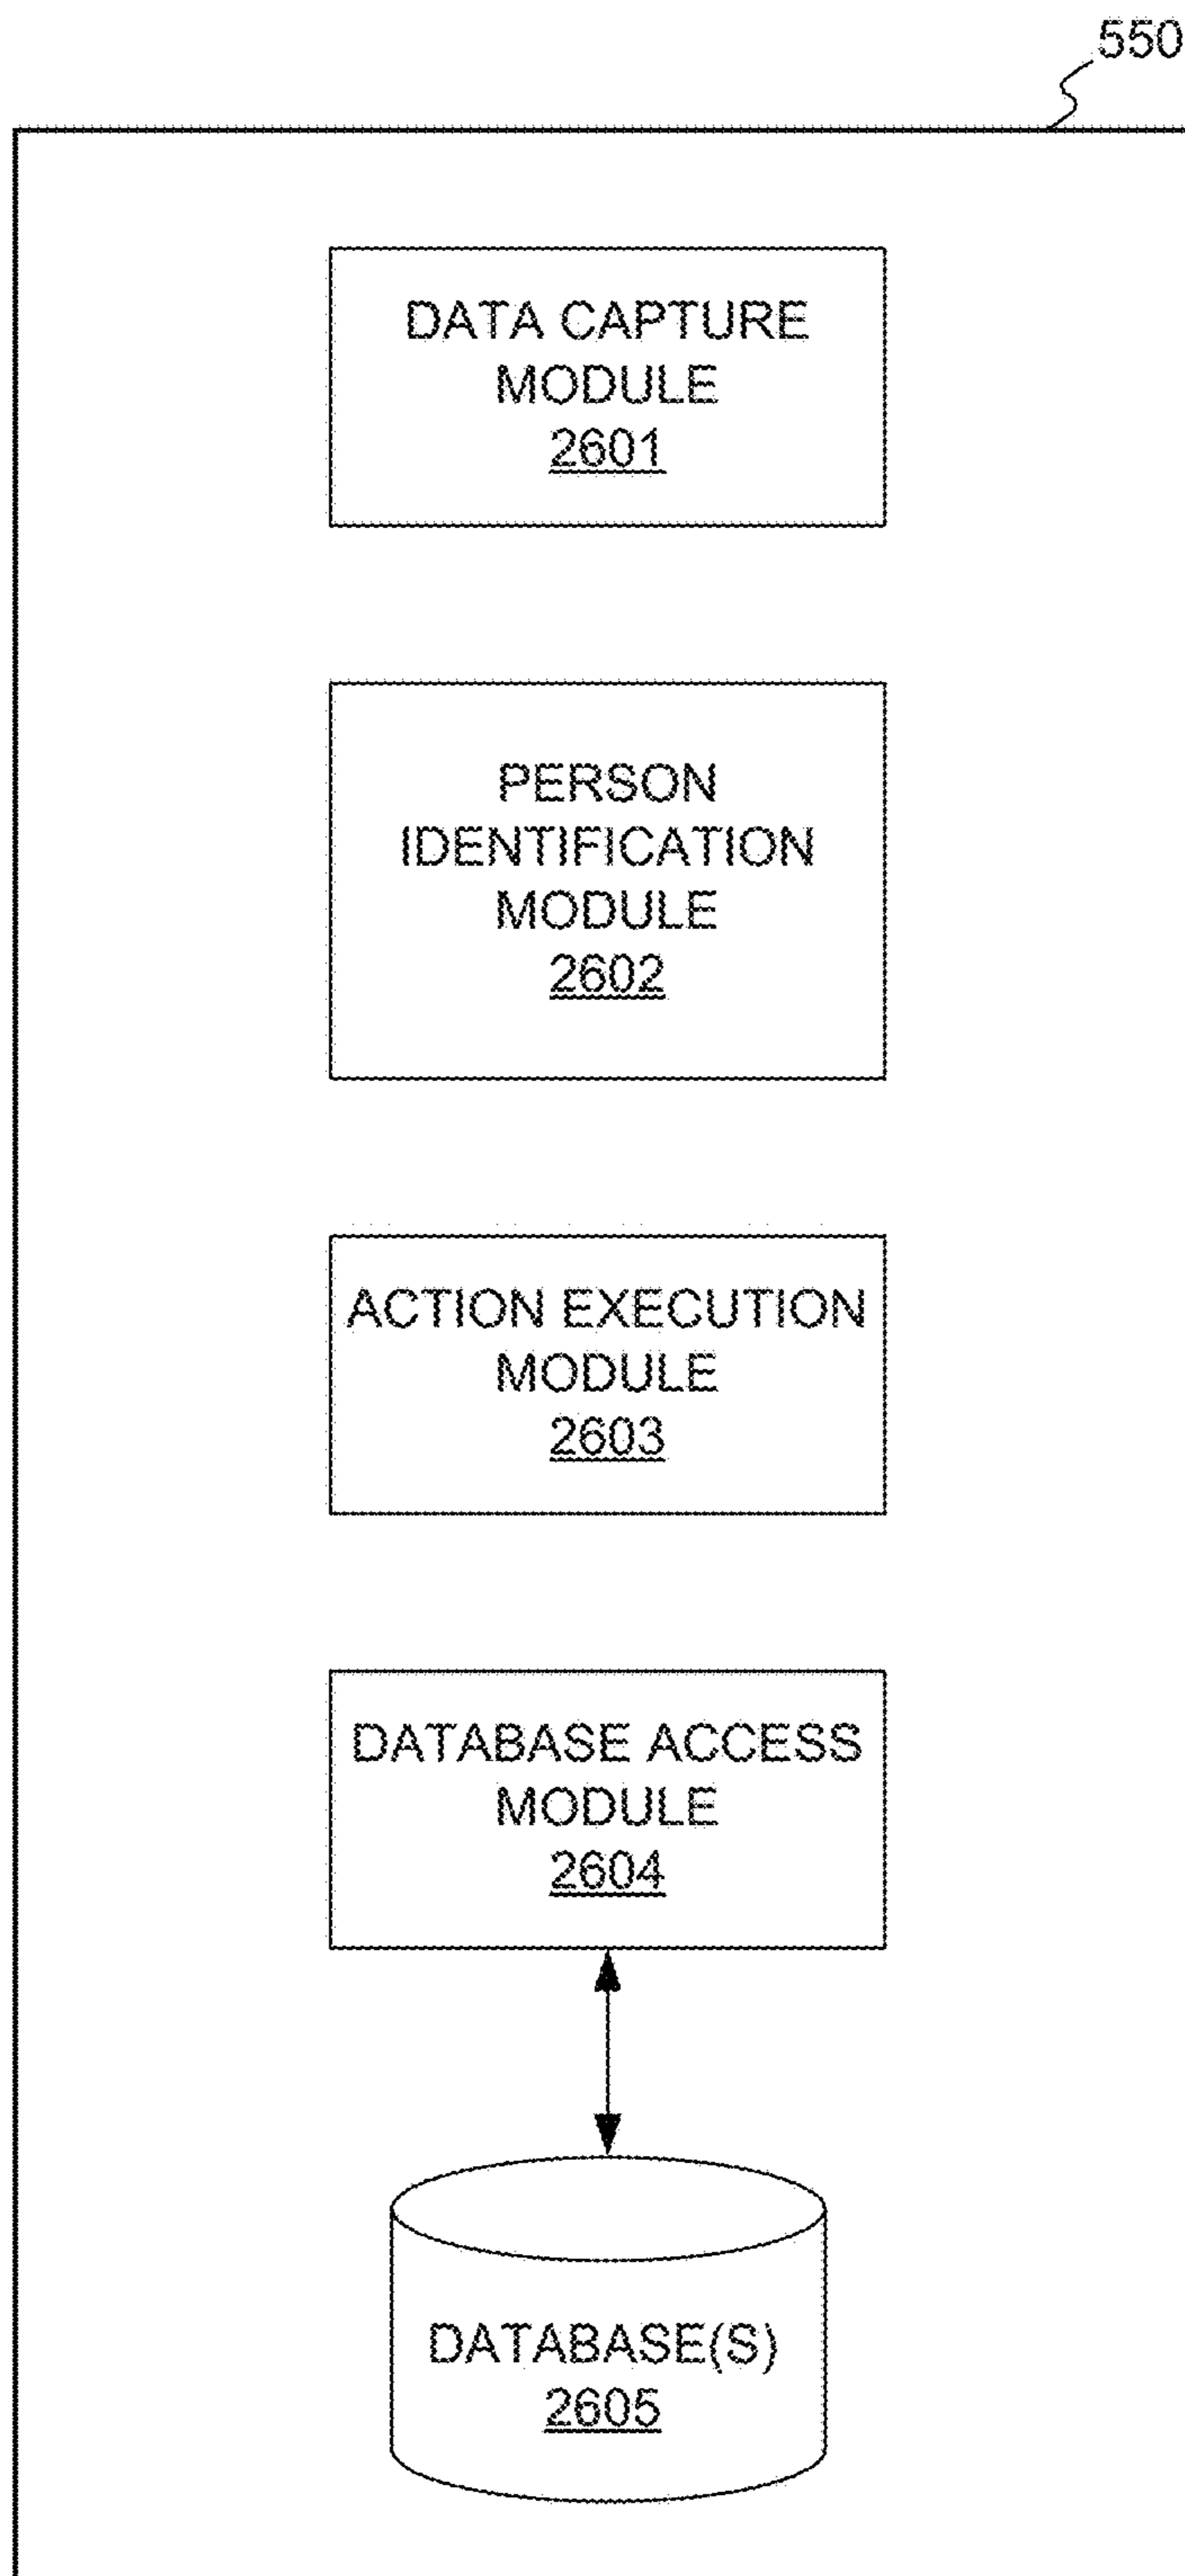 550
DATA CAPTURE
MODULE
2601
PERSON
IDENTIFICATION
MODULE
2602
ACTION EXECUTION
MODULE
2603
DATABASE ACCESS
MODULE
2604
DATABASE(S)
2605